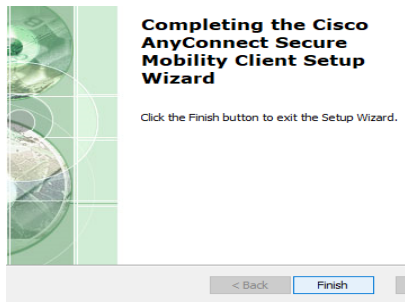 Completing the Cisco
AnyConnect Secure
Mobility Client Setup
Wizard
Click the Finish button to exit the Setup Wizard.
< Back
Finish